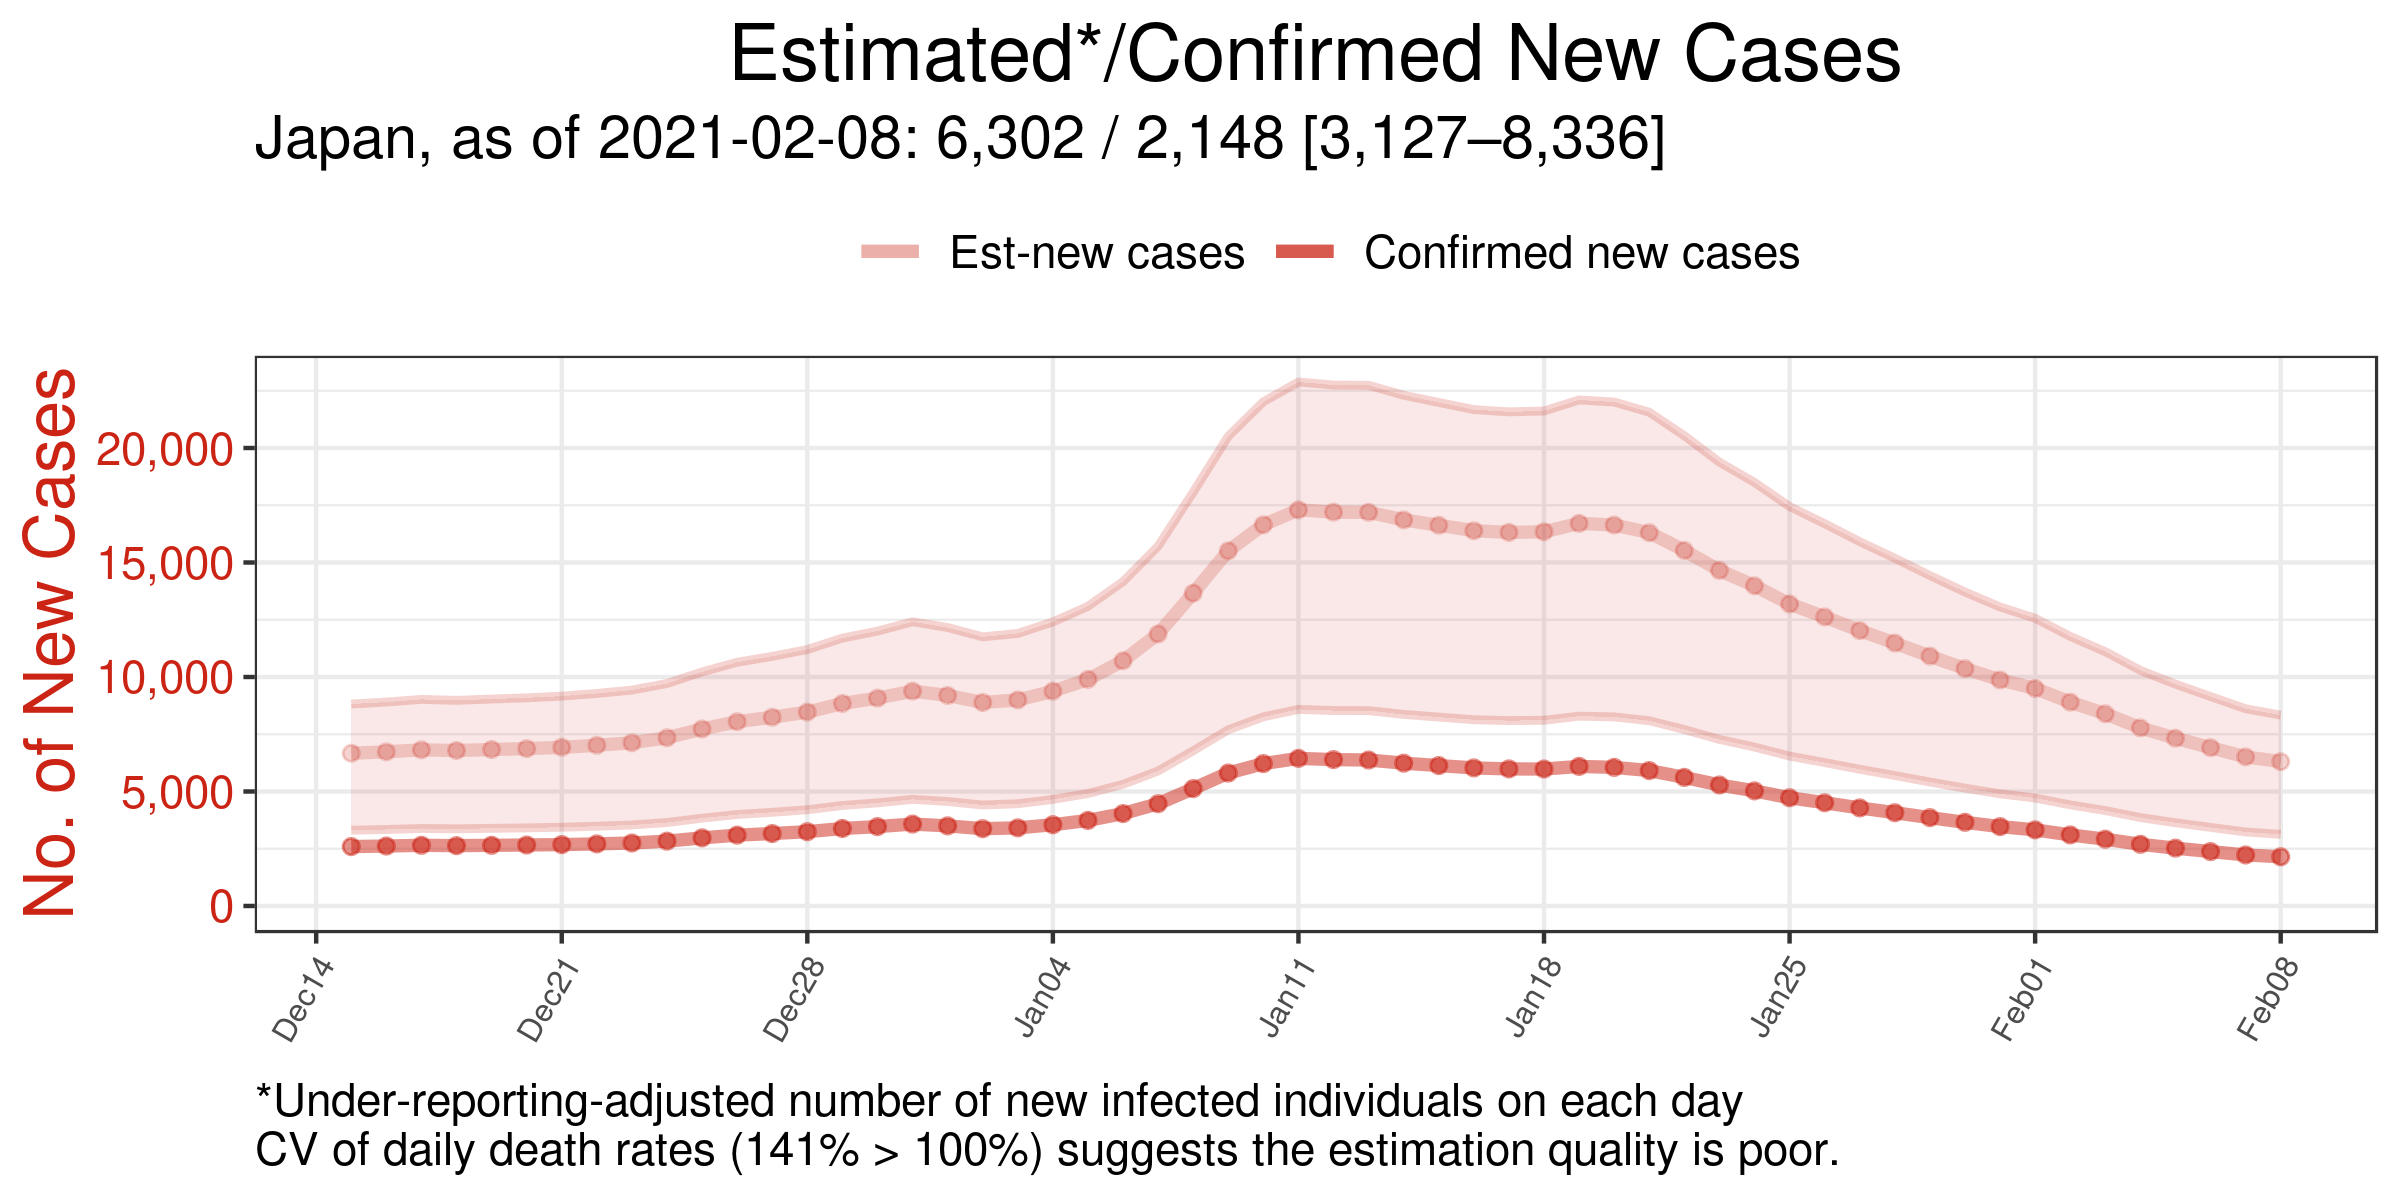 Estimated*/Confirmed New Cases
Japan, as of 2021-02-08: 6,302 / 2,148 [3,127–8,336]
Est-new cases Confirmed new cases
No. of New Cases
20,000
15,000
10,000
5,000
0
Dec14 Dec21 Dec28 Jan04 Jan11 Jan18 Jan25 Feb01 Feb08
*Under-reporting-adjusted number of new infected individuals on each day
CV of daily death rates (141% > 100%) suggests the estimation quality is poor.